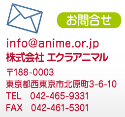 お問合せ
info@anime.or.jp
株式会社 エクラアニマル
〒188-0003
東京都西東京市北原町3-6-10
TEL 042-465-9331
FAX 042-461-5301